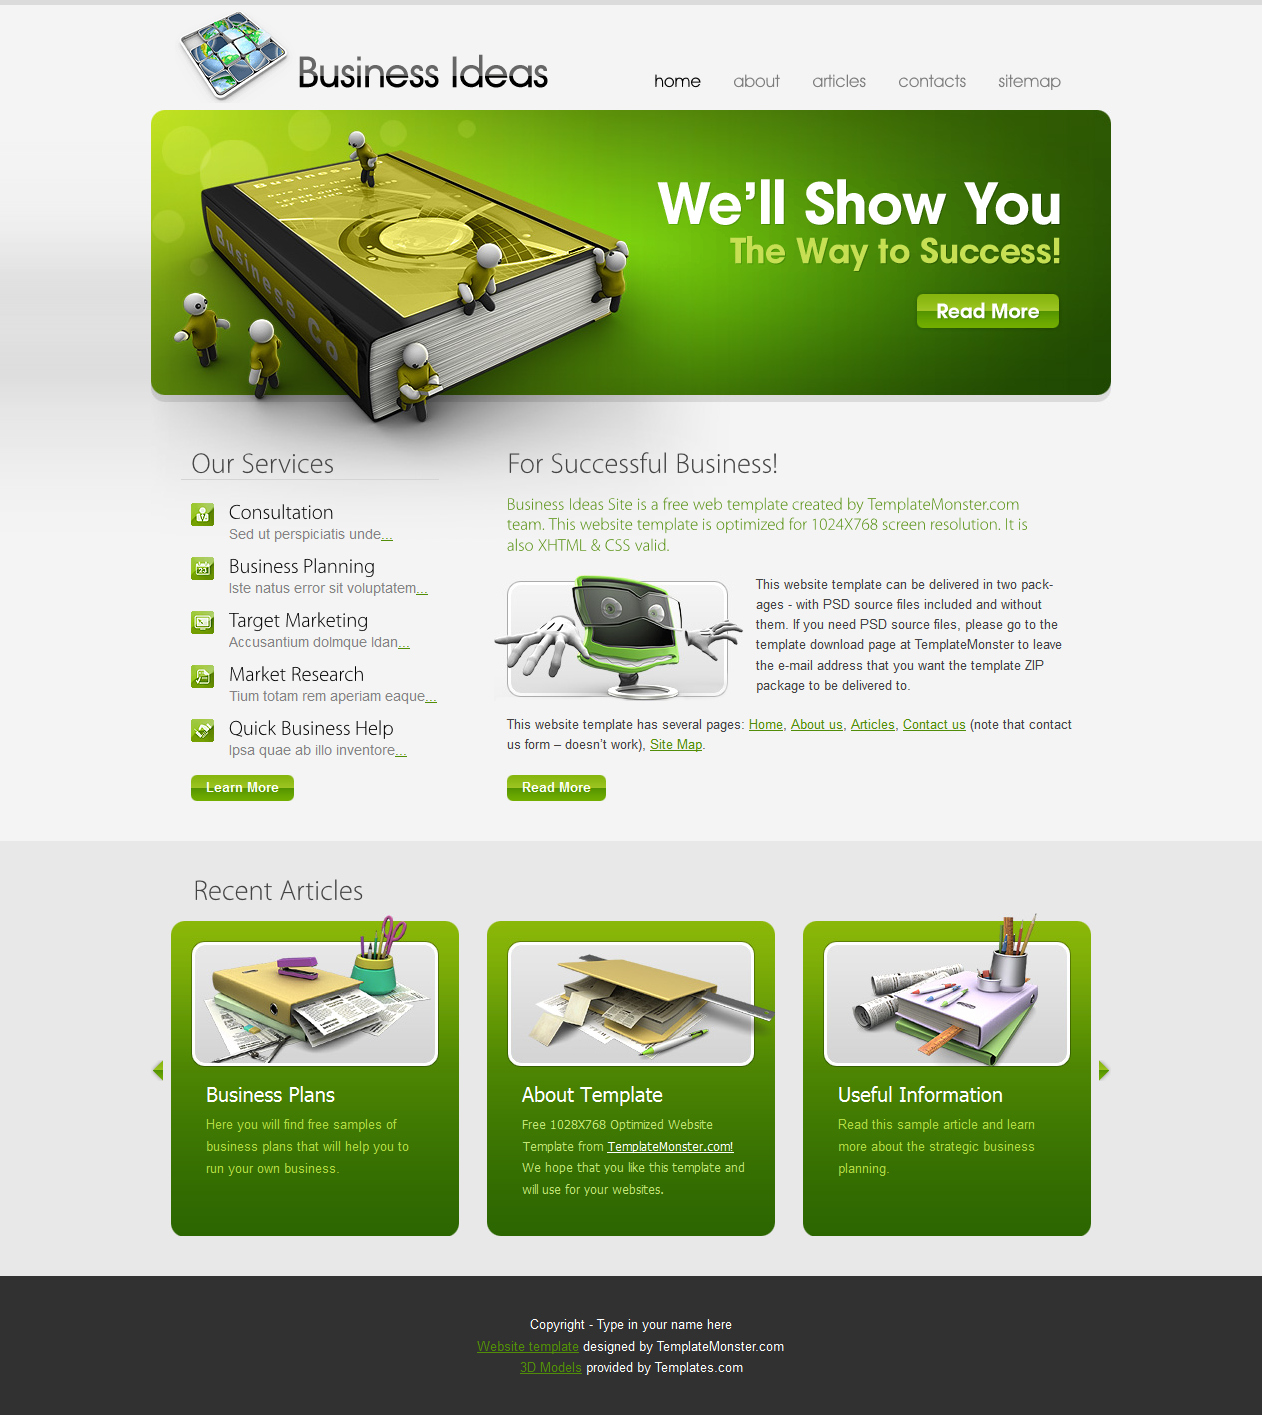 Business Ideas
home about articles contacts sitemap
We'll Show You
The Way to Success!
Read More
Business Co
Business Co
Our Services
Consultation
Sed ut perspiciatis unde...
Business Planning
Iste natus error sit voluptatem...
Target Marketing
Accusantium dolmque ldan...
Market Research
Tium totam rem aperiam eaque...
Quick Business Help
Ipsa quae ab illo inventore...
Learn More
For Successful Business!
Business Ideas Site is a free web template created by TemplateMonster.com
team. This website template is optimized for 1024X768 screen resolution. It is
also XHTML & CSS valid.
This website template can be delivered in two pack-
ages - with PSD source files included and without
them. If you need PSD source files, please go to the
template download page at TemplateMonster to leave
the e-mail address that you want the template ZIP
package to be delivered to.
This website template has several pages: Home, About us, Articles, Contact us (note that contact
us form – doesn't work), Site Map.
Read More
Recent Articles
Business Plans
Here you will find free samples of
business plans that will help you to
run your own business.
About Template
Free 1028X768 Optimized Website
Template from TemplateMonster.com!
We hope that you like this template and
will use for your websites.
Useful Information
Read this sample article and learn
more about the strategic business
planning.
Copyright - Type in your name here
Website template designed by TemplateMonster.com
3D Models provided by Templates.com